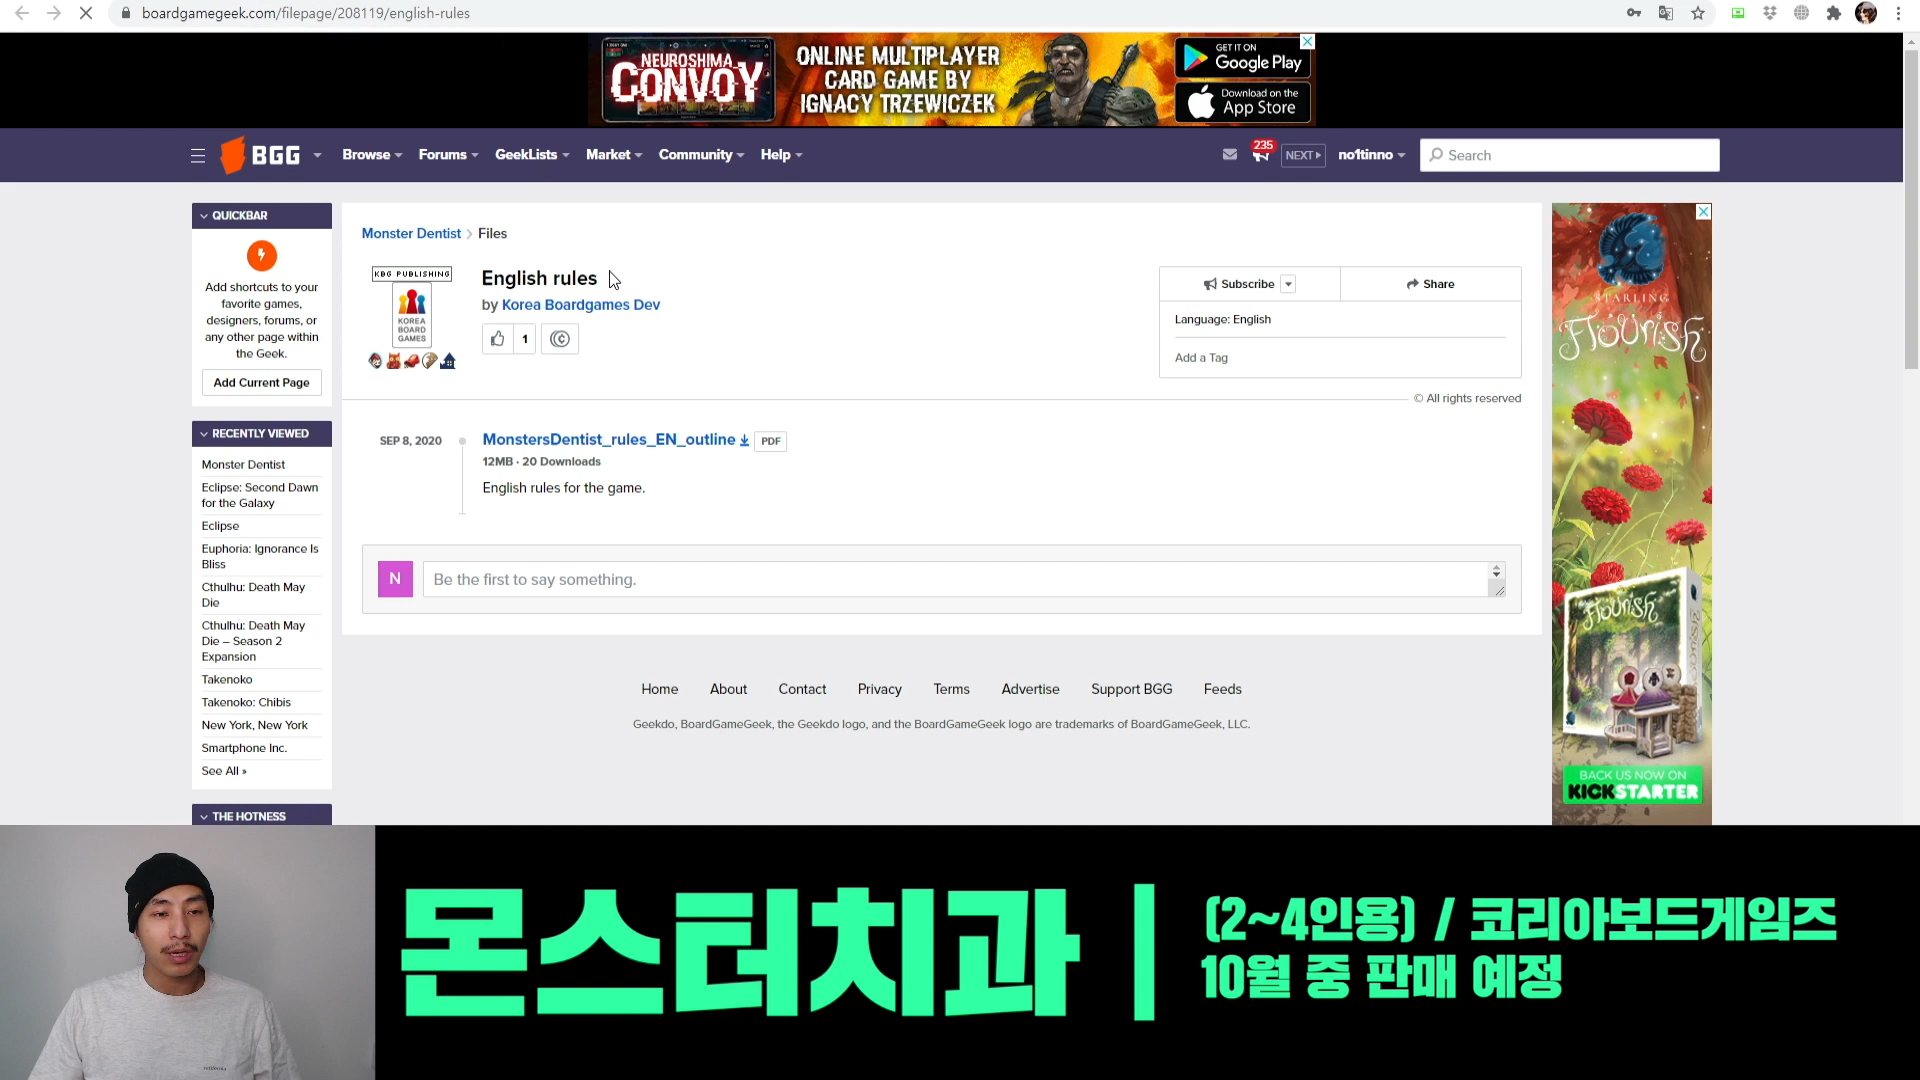 boardgamegeek.com/filepage/208119/english-rules
NEUROSHIMA
CONVOY
ONLINE MULTIPLAYER
CARD GAME BY
IGNACY TRZEWICZEK
GET IT ON
Google Play
Download on the
App Store
BGG
Browse
Forums
GeekLists
Market
Community
Help
235
NEXT
no1tinno
Search
QUICKBAR
Add shortcuts to your
favorite games,
designers, forums, or
any other page within
the Geek.
Add Current Page
RECENTLY VIEWED
Monster Dentist
Eclipse: Second Dawn
for the Galaxy
Eclipse
Euphoria: Ignorance Is
Bliss
Cthulhu: Death May
Die
Cthulhu: Death May
Die – Season 2
Expansion
Takenoko
Takenoko: Chibis
New York, New York
Smartphone Inc.
See All »
THE HOTNESS
Monster Dentist > Files
KBG PUBLISHING
KOREA
BOARD
GAMES
English rules
by Korea Boardgames Dev
1
Subscribe
Share
Language: English
Add a Tag
© All rights reserved
SEP 8, 2020
MonstersDentist_rules_EN_outline
PDF
12MB · 20 Downloads
English rules for the game.
N
Be the first to say something.
Home
About
Contact
Privacy
Terms
Advertise
Support BGG
Feeds
Geekdo, BoardGameGeek, the Geekdo logo, and the BoardGameGeek logo are trademarks of BoardGameGeek, LLC.
STARLING
Flourish
Flourish
BACK US NOW ON
KICKSTARTER
몬스터치과 |
(2~4인용) / 코리아보드게임즈
10월 중 판매 예정